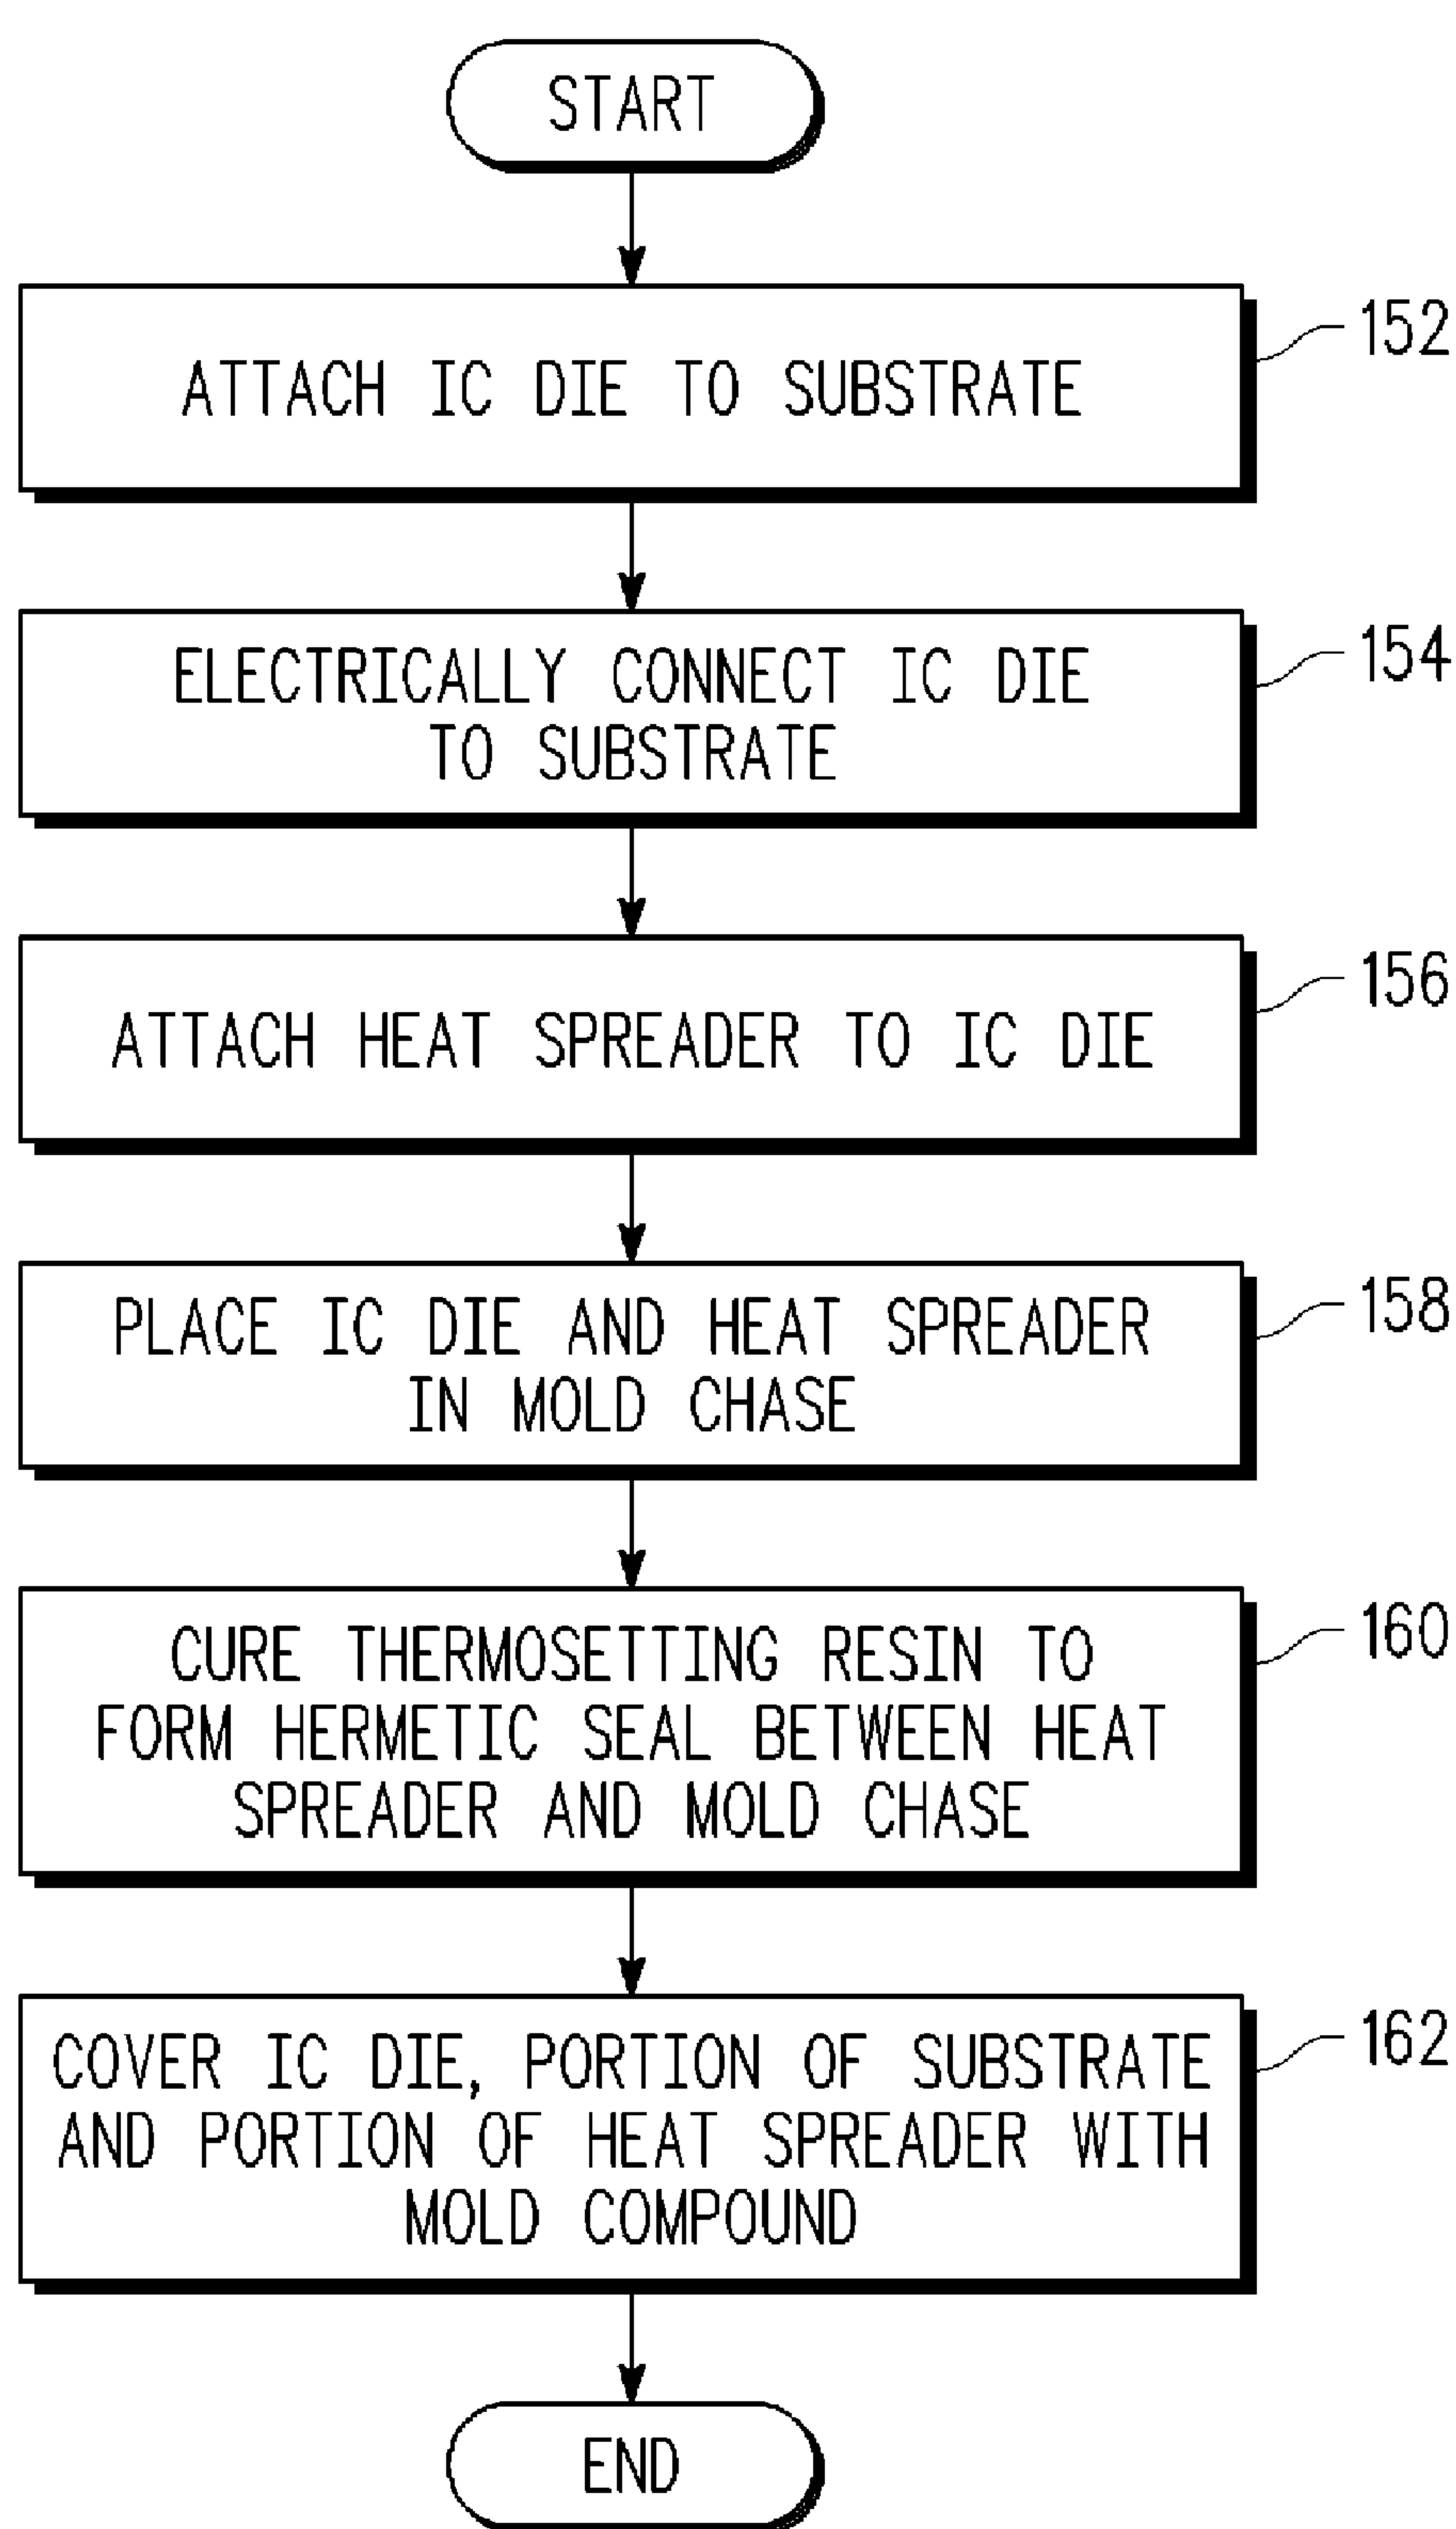 START
ATTACH IC DIE TO SUBSTRATE
152
ELECTRICALLY CONNECT IC DIE
TO SUBSTRATE
154
ATTACH HEAT SPREADER TO IC DIE
156
PLACE IC DIE AND HEAT SPREADER
IN MOLD CHASE
158
CURE THERMOSETTING RESIN TO
FORM HERMETIC SEAL BETWEEN HEAT
SPREADER AND MOLD CHASE
160
COVER IC DIE, PORTION OF SUBSTRATE
AND PORTION OF HEAT SPREADER WITH
MOLD COMPOUND
162
END